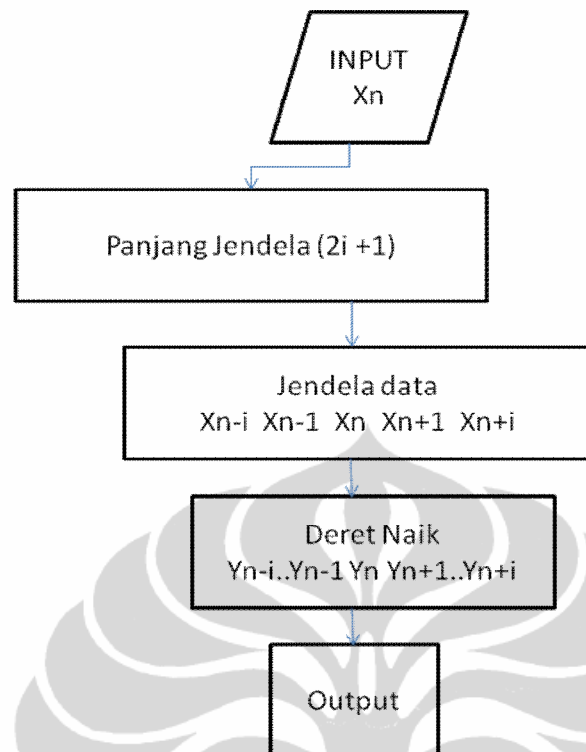 INPUT
Xn
Panjang Jendela (2i +1)
Jendela data
Xn-i Xn-1 Xn Xn+1 Xn+i
Deret Naik
Yn-i..Yn-1 Yn Yn+1..Yn+i
Output